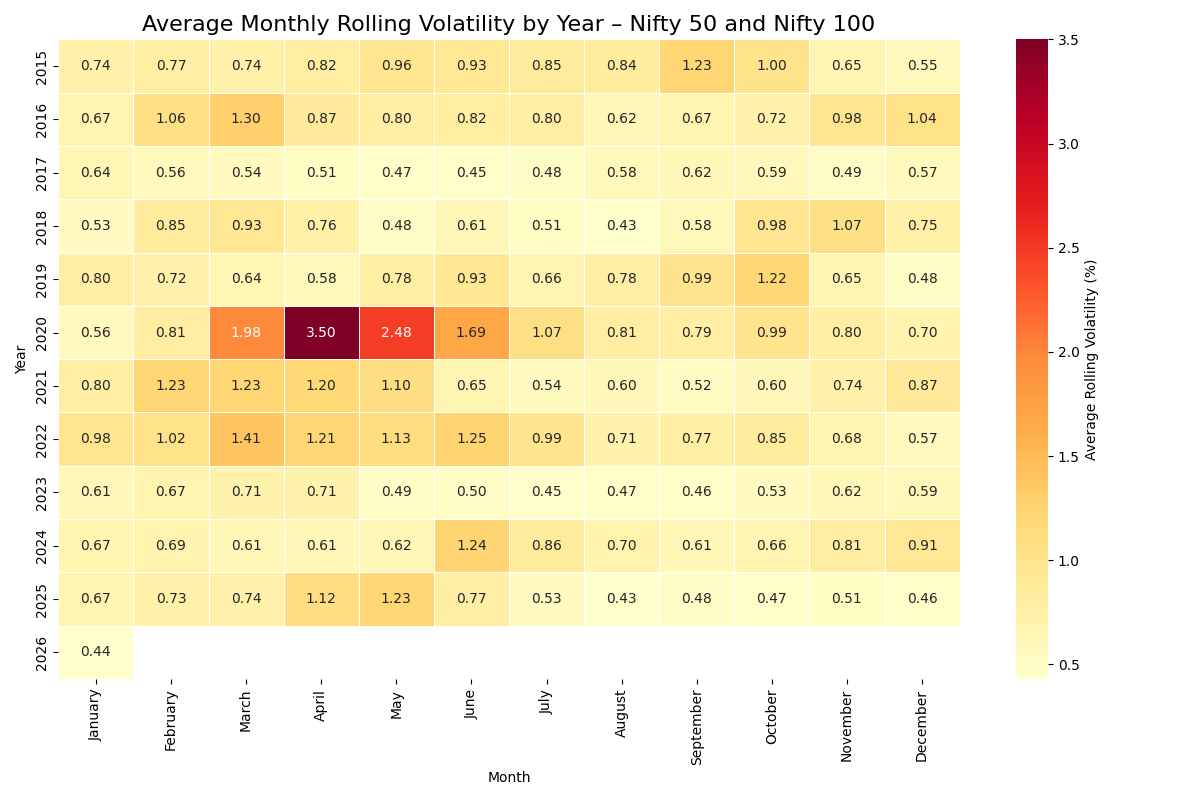 Average Monthly Rolling Volatility by Year – Nifty 50 and Nifty 100
Year
2015 0.74 0.77 0.74 0.82 0.96 0.93 0.85 0.84 1.23 1.00 0.65 0.55
2016 0.67 1.06 1.30 0.87 0.80 0.82 0.80 0.62 0.67 0.72 0.98 1.04
2017 0.64 0.56 0.54 0.51 0.47 0.45 0.48 0.58 0.62 0.59 0.49 0.57
2018 0.53 0.85 0.93 0.76 0.48 0.61 0.51 0.43 0.58 0.98 1.07 0.75
2019 0.80 0.72 0.64 0.58 0.78 0.93 0.66 0.78 0.99 1.22 0.65 0.48
2020 0.56 0.81 1.98 3.50 2.48 1.69 1.07 0.81 0.79 0.99 0.80 0.70
2021 0.80 1.23 1.23 1.20 1.10 0.65 0.54 0.60 0.52 0.60 0.74 0.87
2022 0.98 1.02 1.41 1.21 1.13 1.25 0.99 0.71 0.77 0.85 0.68 0.57
2023 0.61 0.67 0.71 0.71 0.49 0.50 0.45 0.47 0.46 0.53 0.62 0.59
2024 0.67 0.69 0.61 0.61 0.62 1.24 0.86 0.70 0.61 0.66 0.81 0.91
2025 0.67 0.73 0.74 1.12 1.23 0.77 0.53 0.43 0.48 0.47 0.51 0.46
2026 0.44
January February March April May June July August September October November December
Month
3.5
3.0
2.5
2.0
1.5
1.0
0.5
Average Rolling Volatility (%)